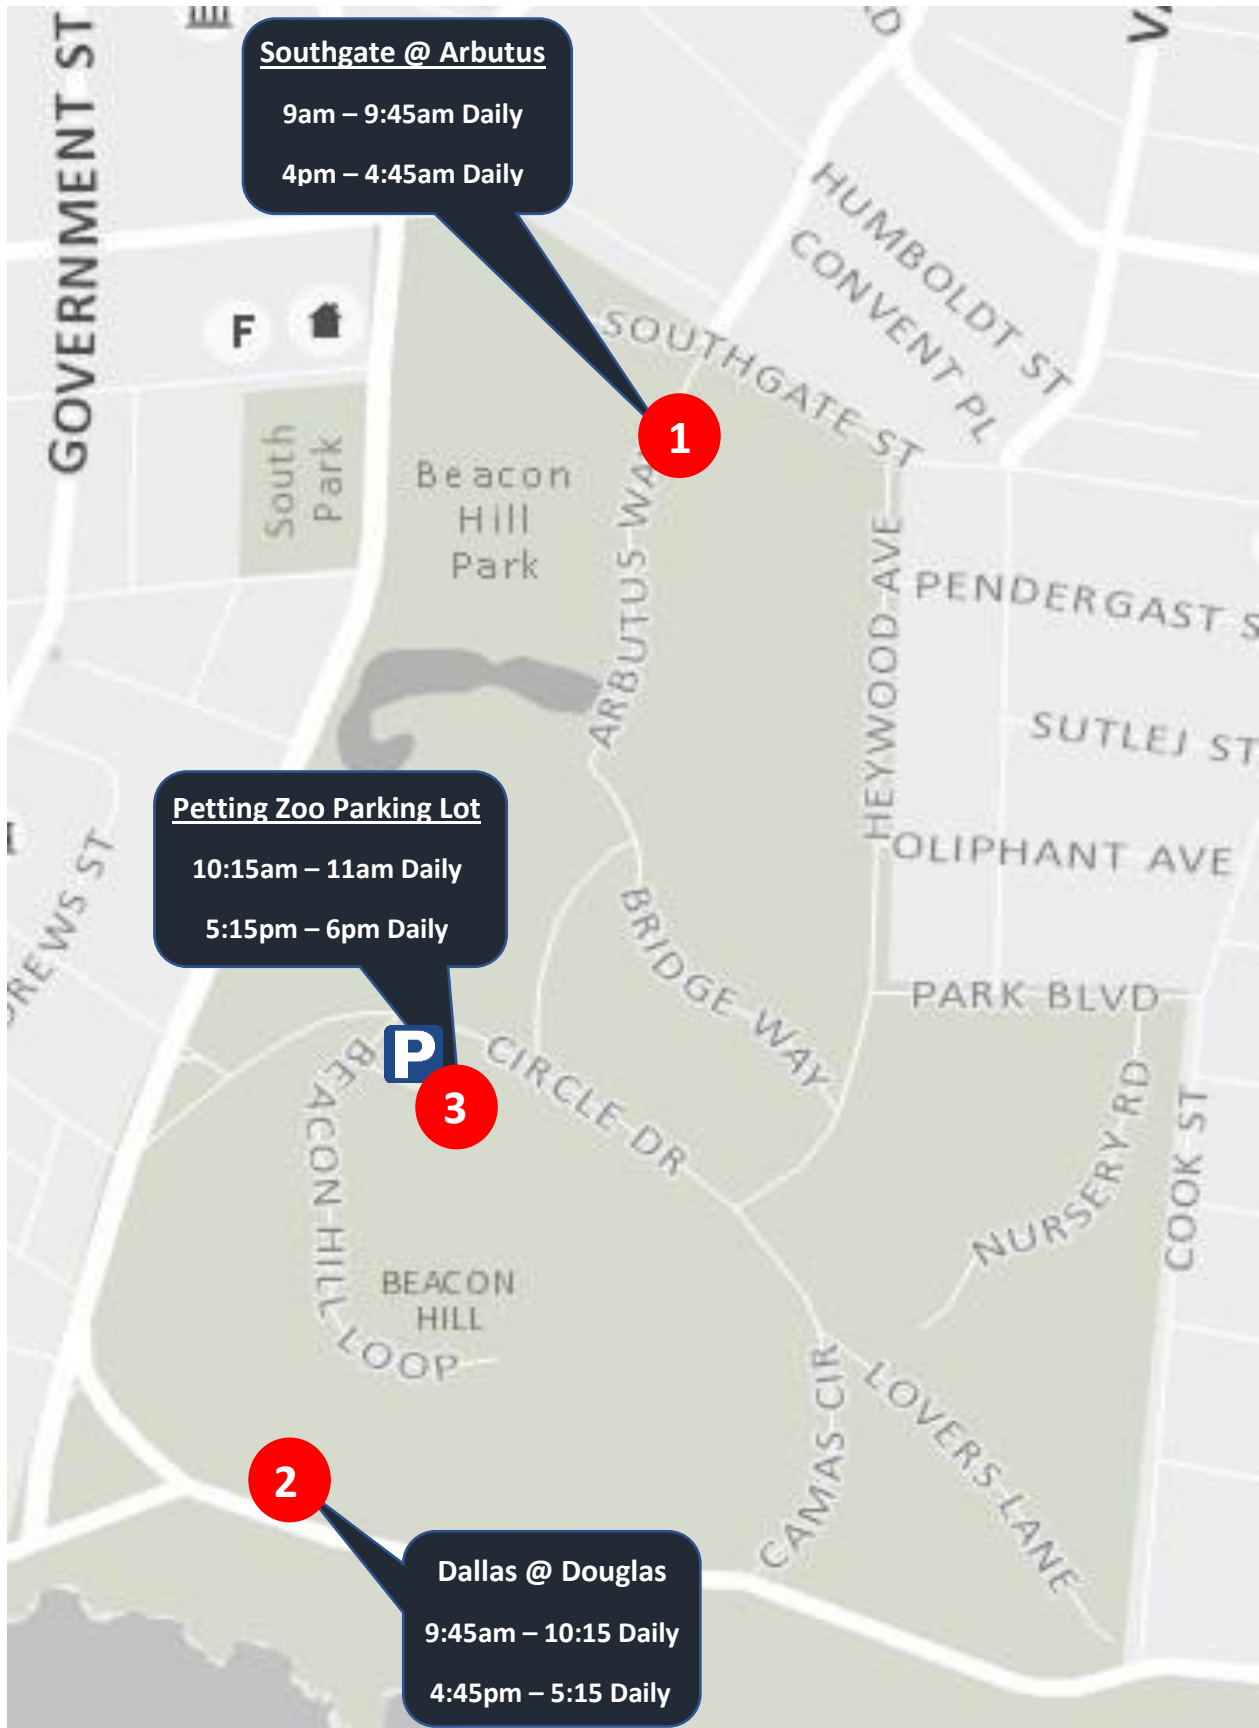 GOVERNMENT ST
Southgate @ Arbutus
9am – 9:45am Daily
4pm – 4:45am Daily
HUMBOLDT ST
CONVENT PL
SOUTHGATE ST
F
1
South
Park
Beacon
Hill
Park
ARBUTUS WAY
HEYWOOD AVE
PENDERGAST S
SUTLEJ ST
OLIPHANT AVE
Petting Zoo Parking Lot
10:15am – 11am Daily
5:15pm – 6pm Daily
DREWS ST
BRIDGE WAY
PARK BLVD
P
3
CIRCLE DR
BEACON HILL LOOP
NURSERY RD
COOK ST
BEACON
HILL
CAMAS CIR
LOVERS LANE
2
Dallas @ Douglas
9:45am – 10:15 Daily
4:45pm – 5:15 Daily